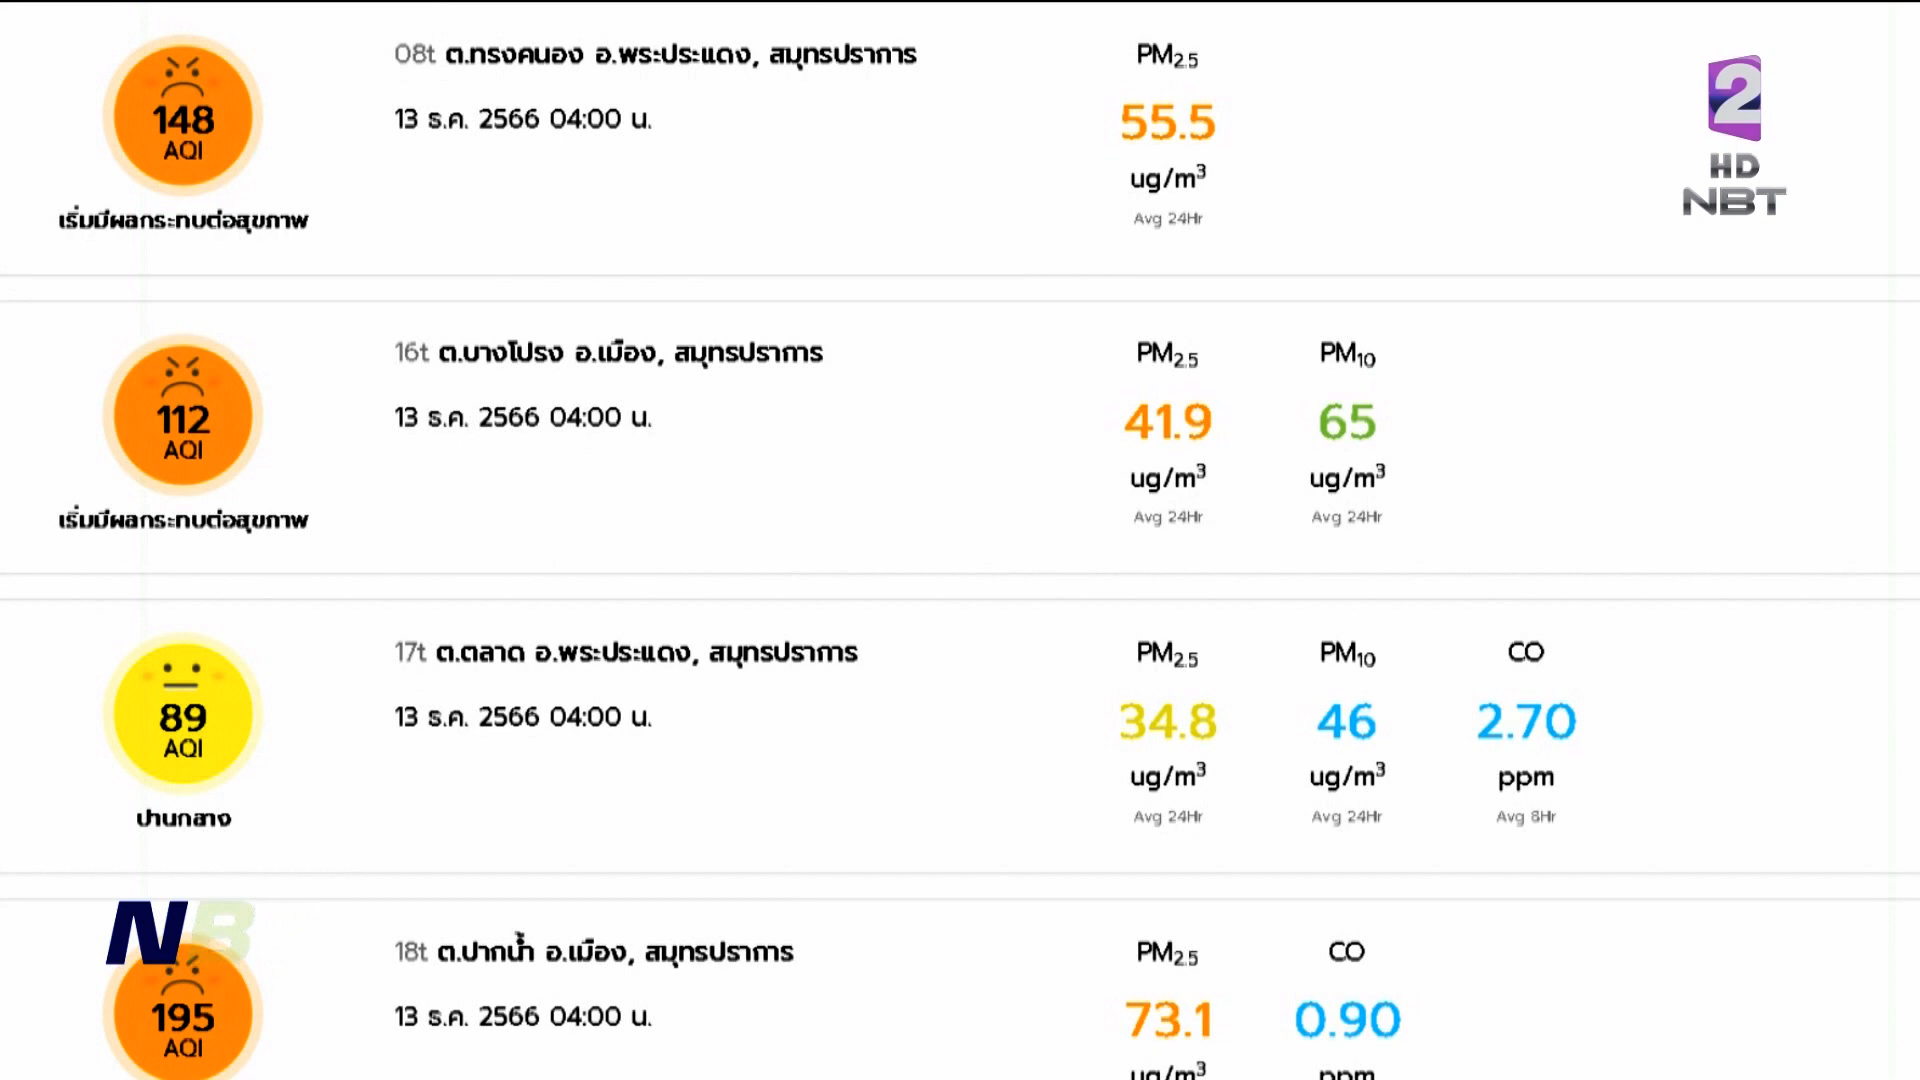 08t ต.ทรงคนอง อ.พระประแดง, สมุทรปราการ
13 ธ.ค. 2566 04:00 น.
148
AQI
เริ่มมีผลกระทบต่อสุขภาพ
PM2.5
55.5
ug/m³
Avg 24Hr
2
HD
NBT
16t ต.บางโปรง อ.เมือง, สมุทรปราการ
13 ธ.ค. 2566 04:00 น.
112
AQI
เริ่มมีผลกระทบต่อสุขภาพ
PM2.5
41.9
ug/m³
Avg 24Hr
PM10
65
ug/m³
Avg 24Hr
17t ต.ตลาด อ.พระประแดง, สมุทรปราการ
13 ธ.ค. 2566 04:00 น.
89
AQI
ปานกลาง
PM2.5
34.8
ug/m³
Avg 24Hr
PM10
46
ug/m³
Avg 24Hr
CO
2.70
ppm
Avg 8Hr
NB
18t ต.ปากน้ำ อ.เมือง, สมุทรปราการ
13 ธ.ค. 2566 04:00 น.
195
AQI
PM2.5
73.1
ug/m³
CO
0.90
ppm